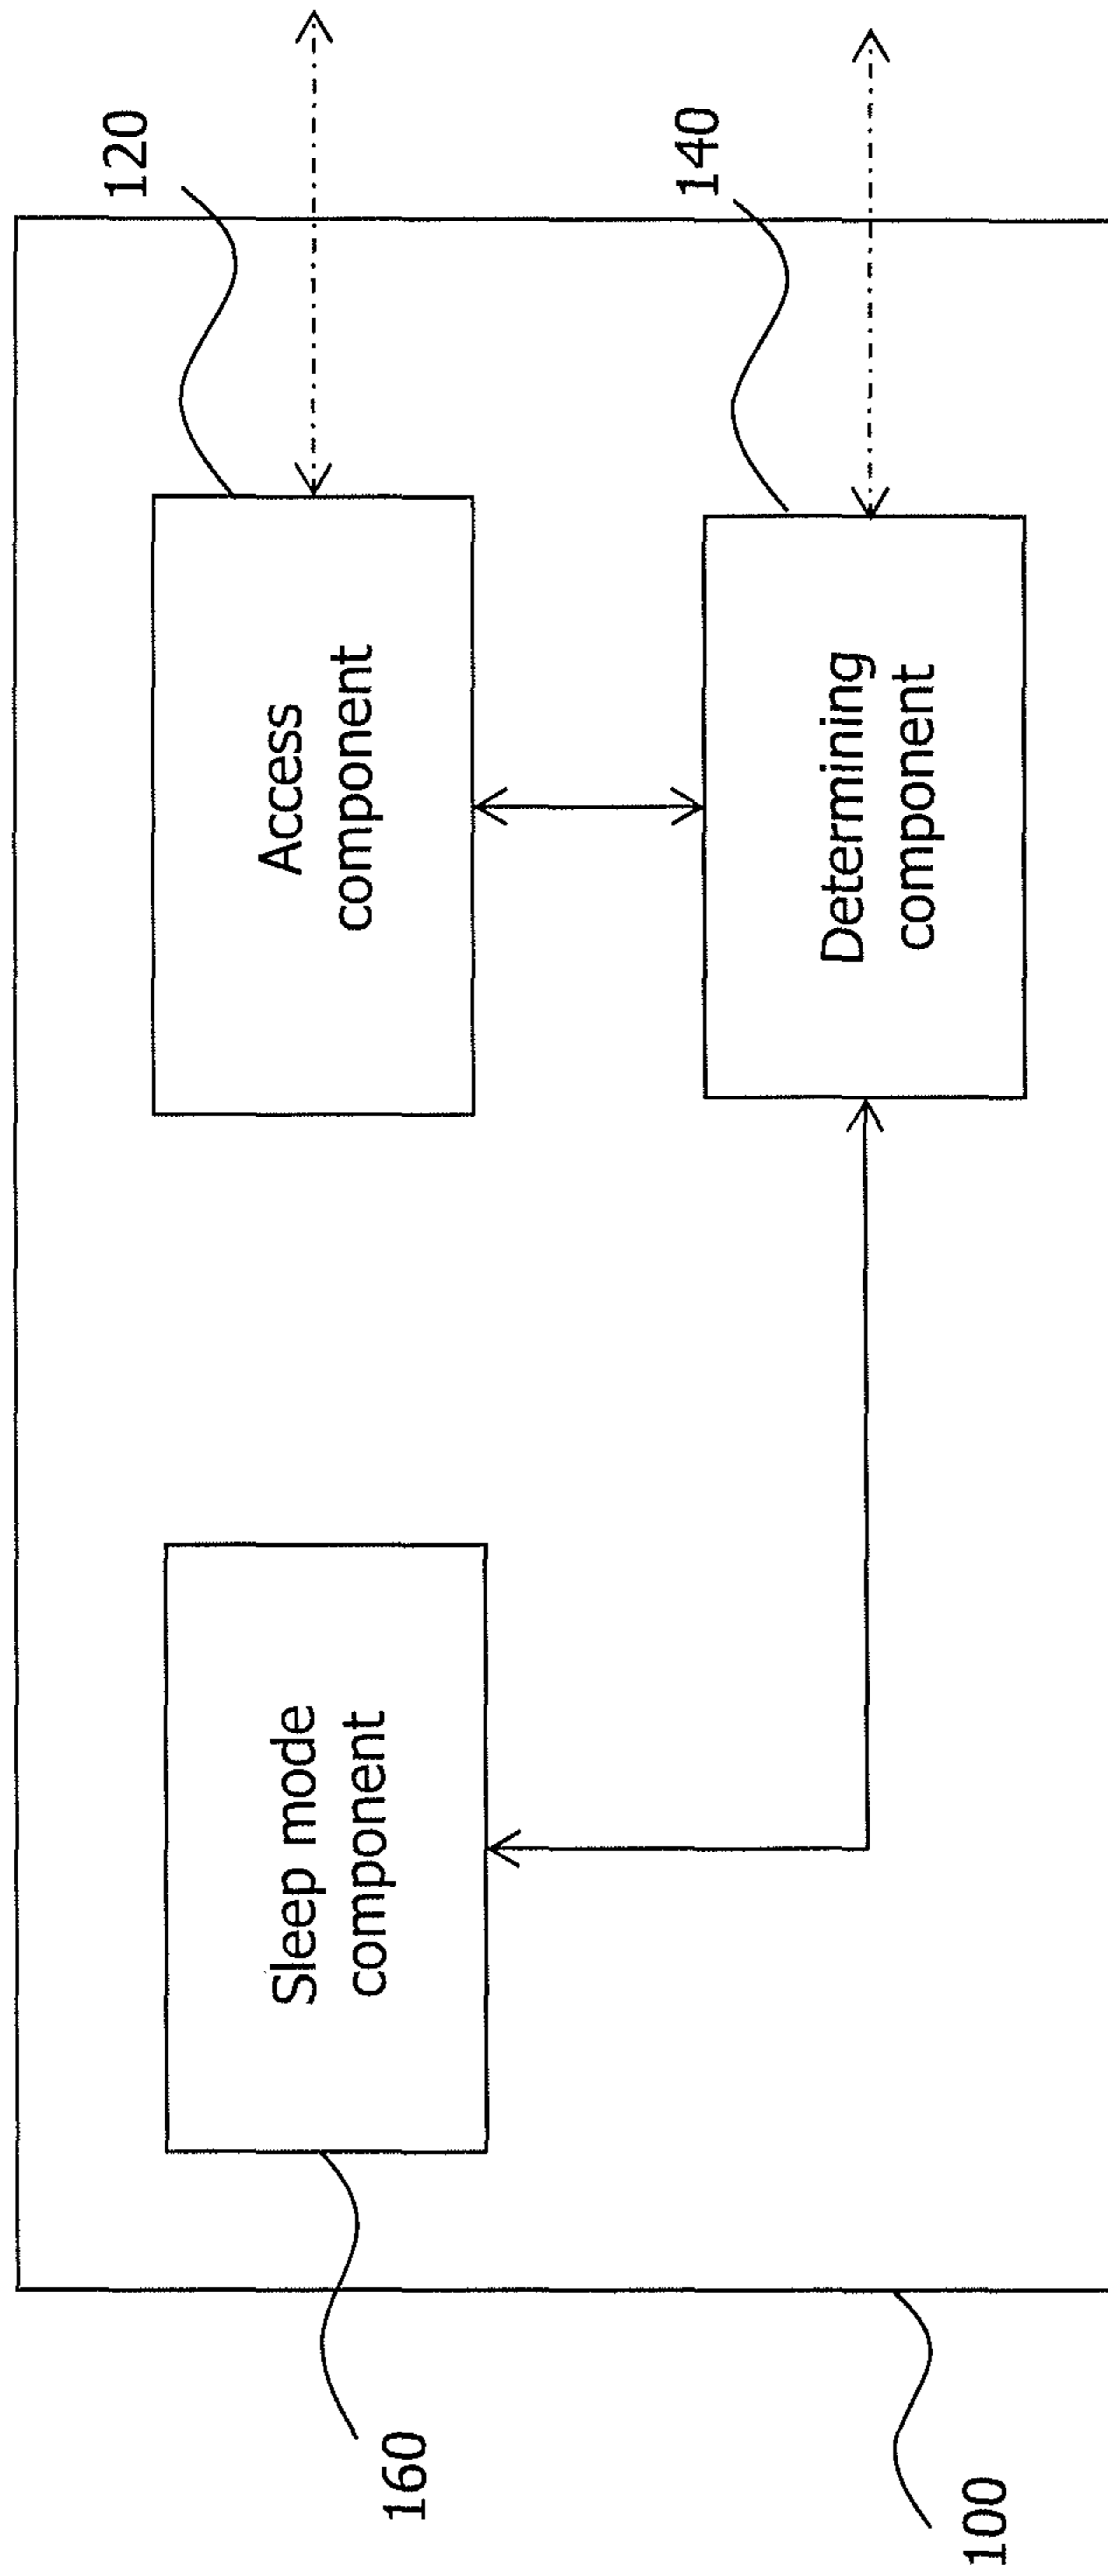 120
140
Access
component
Determining
component
Sleep mode
component
160
100